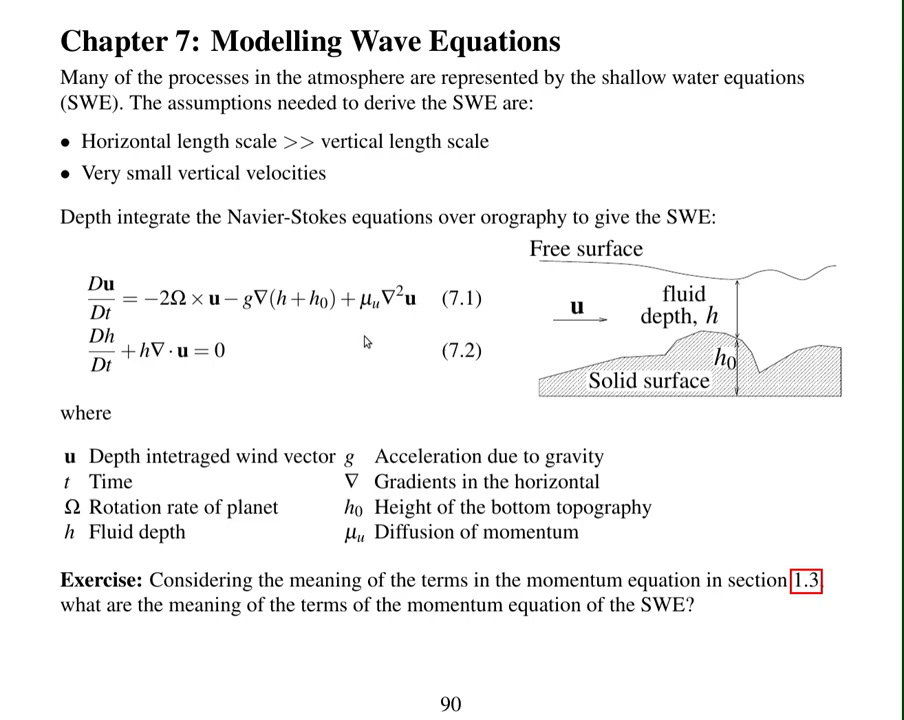 Chapter 7: Modelling Wave Equations
Many of the processes in the atmosphere are represented by the shallow water equations
(SWE). The assumptions needed to derive the SWE are:
• Horizontal length scale >> vertical length scale
• Very small vertical velocities
Depth integrate the Navier-Stokes equations over orography to give the SWE:
Du/Dt = −2Ω × u − g∇(h + h₀) + μᵤ∇²u (7.1)
Dh/Dt + h∇ · u = 0 (7.2)
Free surface
u
fluid
depth, h
h₀
Solid surface
where
u Depth intetraged wind vector g Acceleration due to gravity
t Time ∇ Gradients in the horizontal
Ω Rotation rate of planet h₀ Height of the bottom topography
h Fluid depth μᵤ Diffusion of momentum
Exercise: Considering the meaning of the terms in the momentum equation in section 1.3,
what are the meaning of the terms of the momentum equation of the SWE?
90